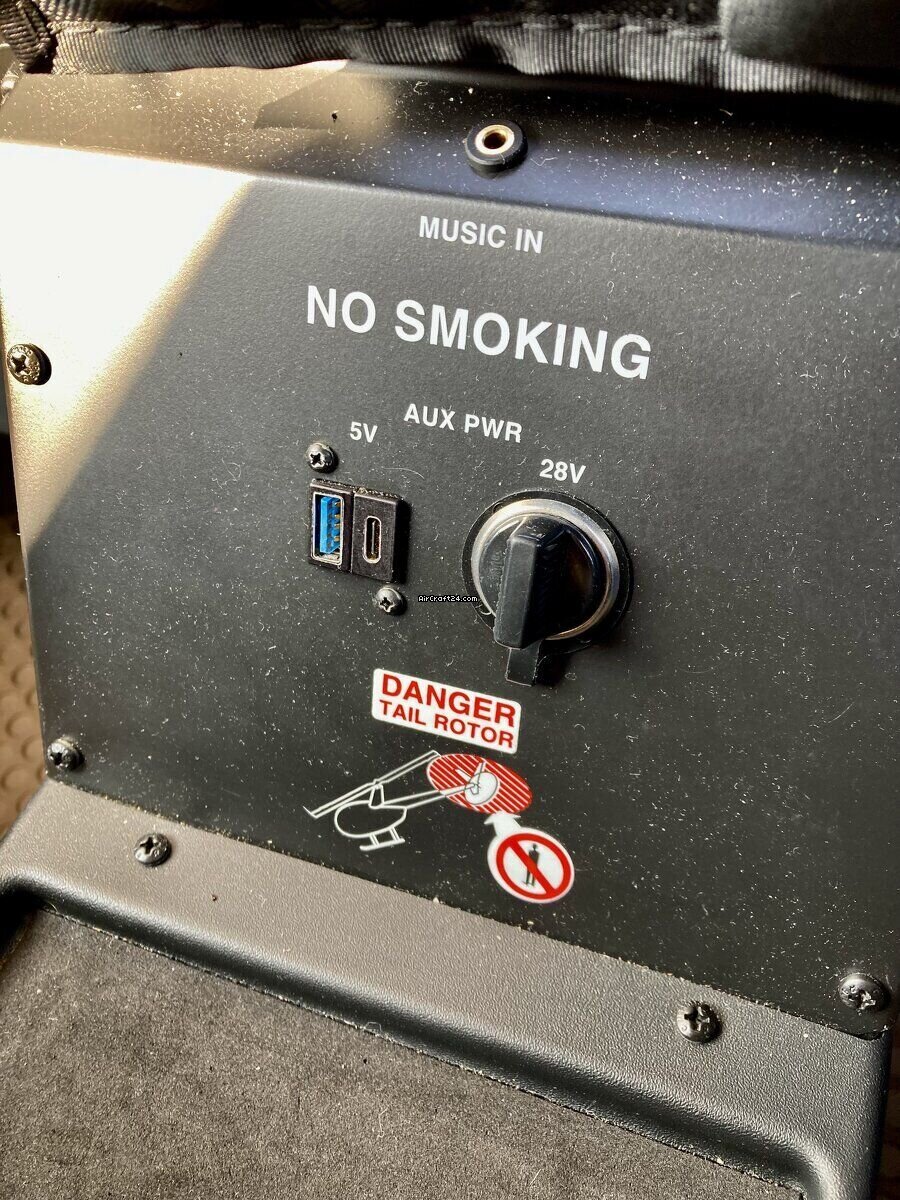 MUSIC IN
NO SMOKING
AUX PWR
5V
28V
AirCraft24.com
DANGER
TAIL ROTOR